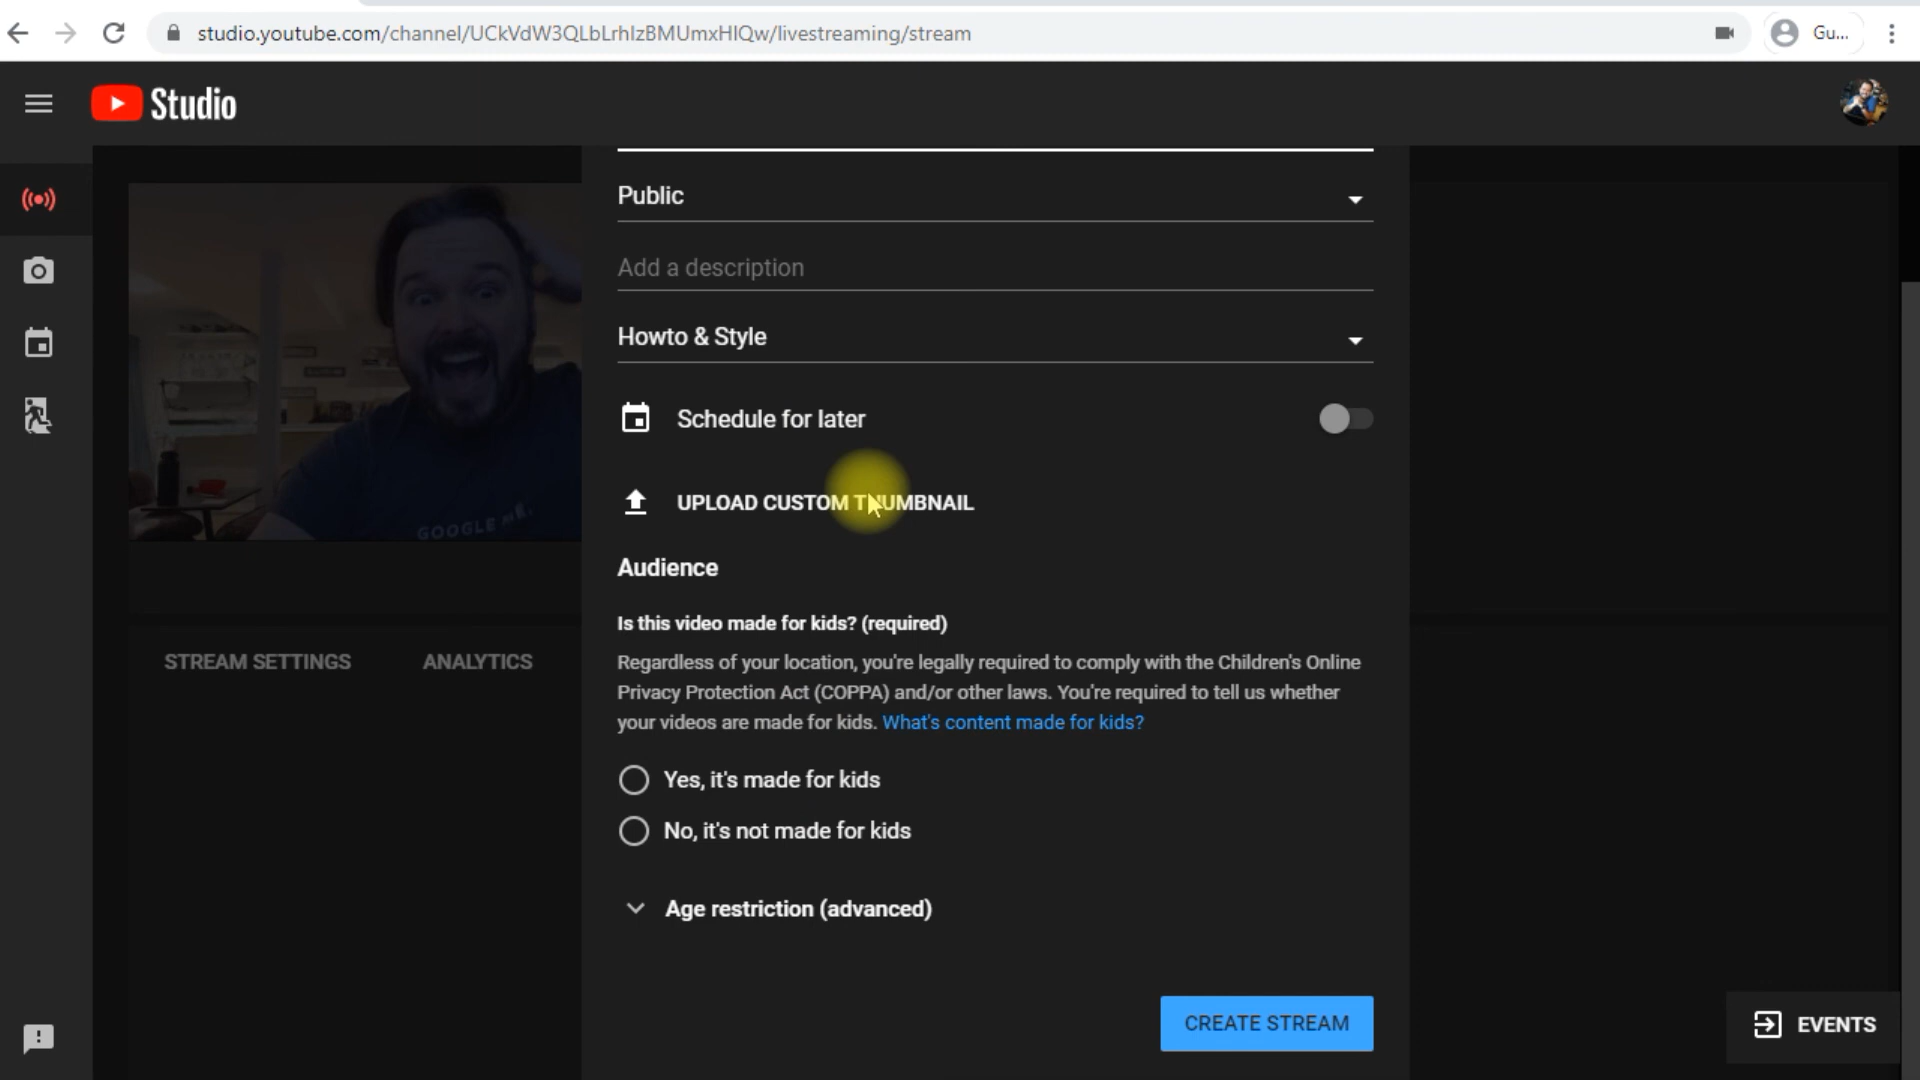 studio.youtube.com/channel/UCkVdW3QLbLrhIzBMUmxHIQw/livestreaming/stream
Gu...
Studio
Public
Add a description
Howto & Style
Schedule for later
UPLOAD CUSTOM THUMBNAIL
GOOGLE ME.
Audience
Is this video made for kids? (required)
STREAM SETTINGS
ANALYTICS
Regardless of your location, you're legally required to comply with the Children's Online
Privacy Protection Act (COPPA) and/or other laws. You're required to tell us whether
your videos are made for kids. What's content made for kids?
Yes, it's made for kids
No, it's not made for kids
Age restriction (advanced)
CREATE STREAM
EVENTS